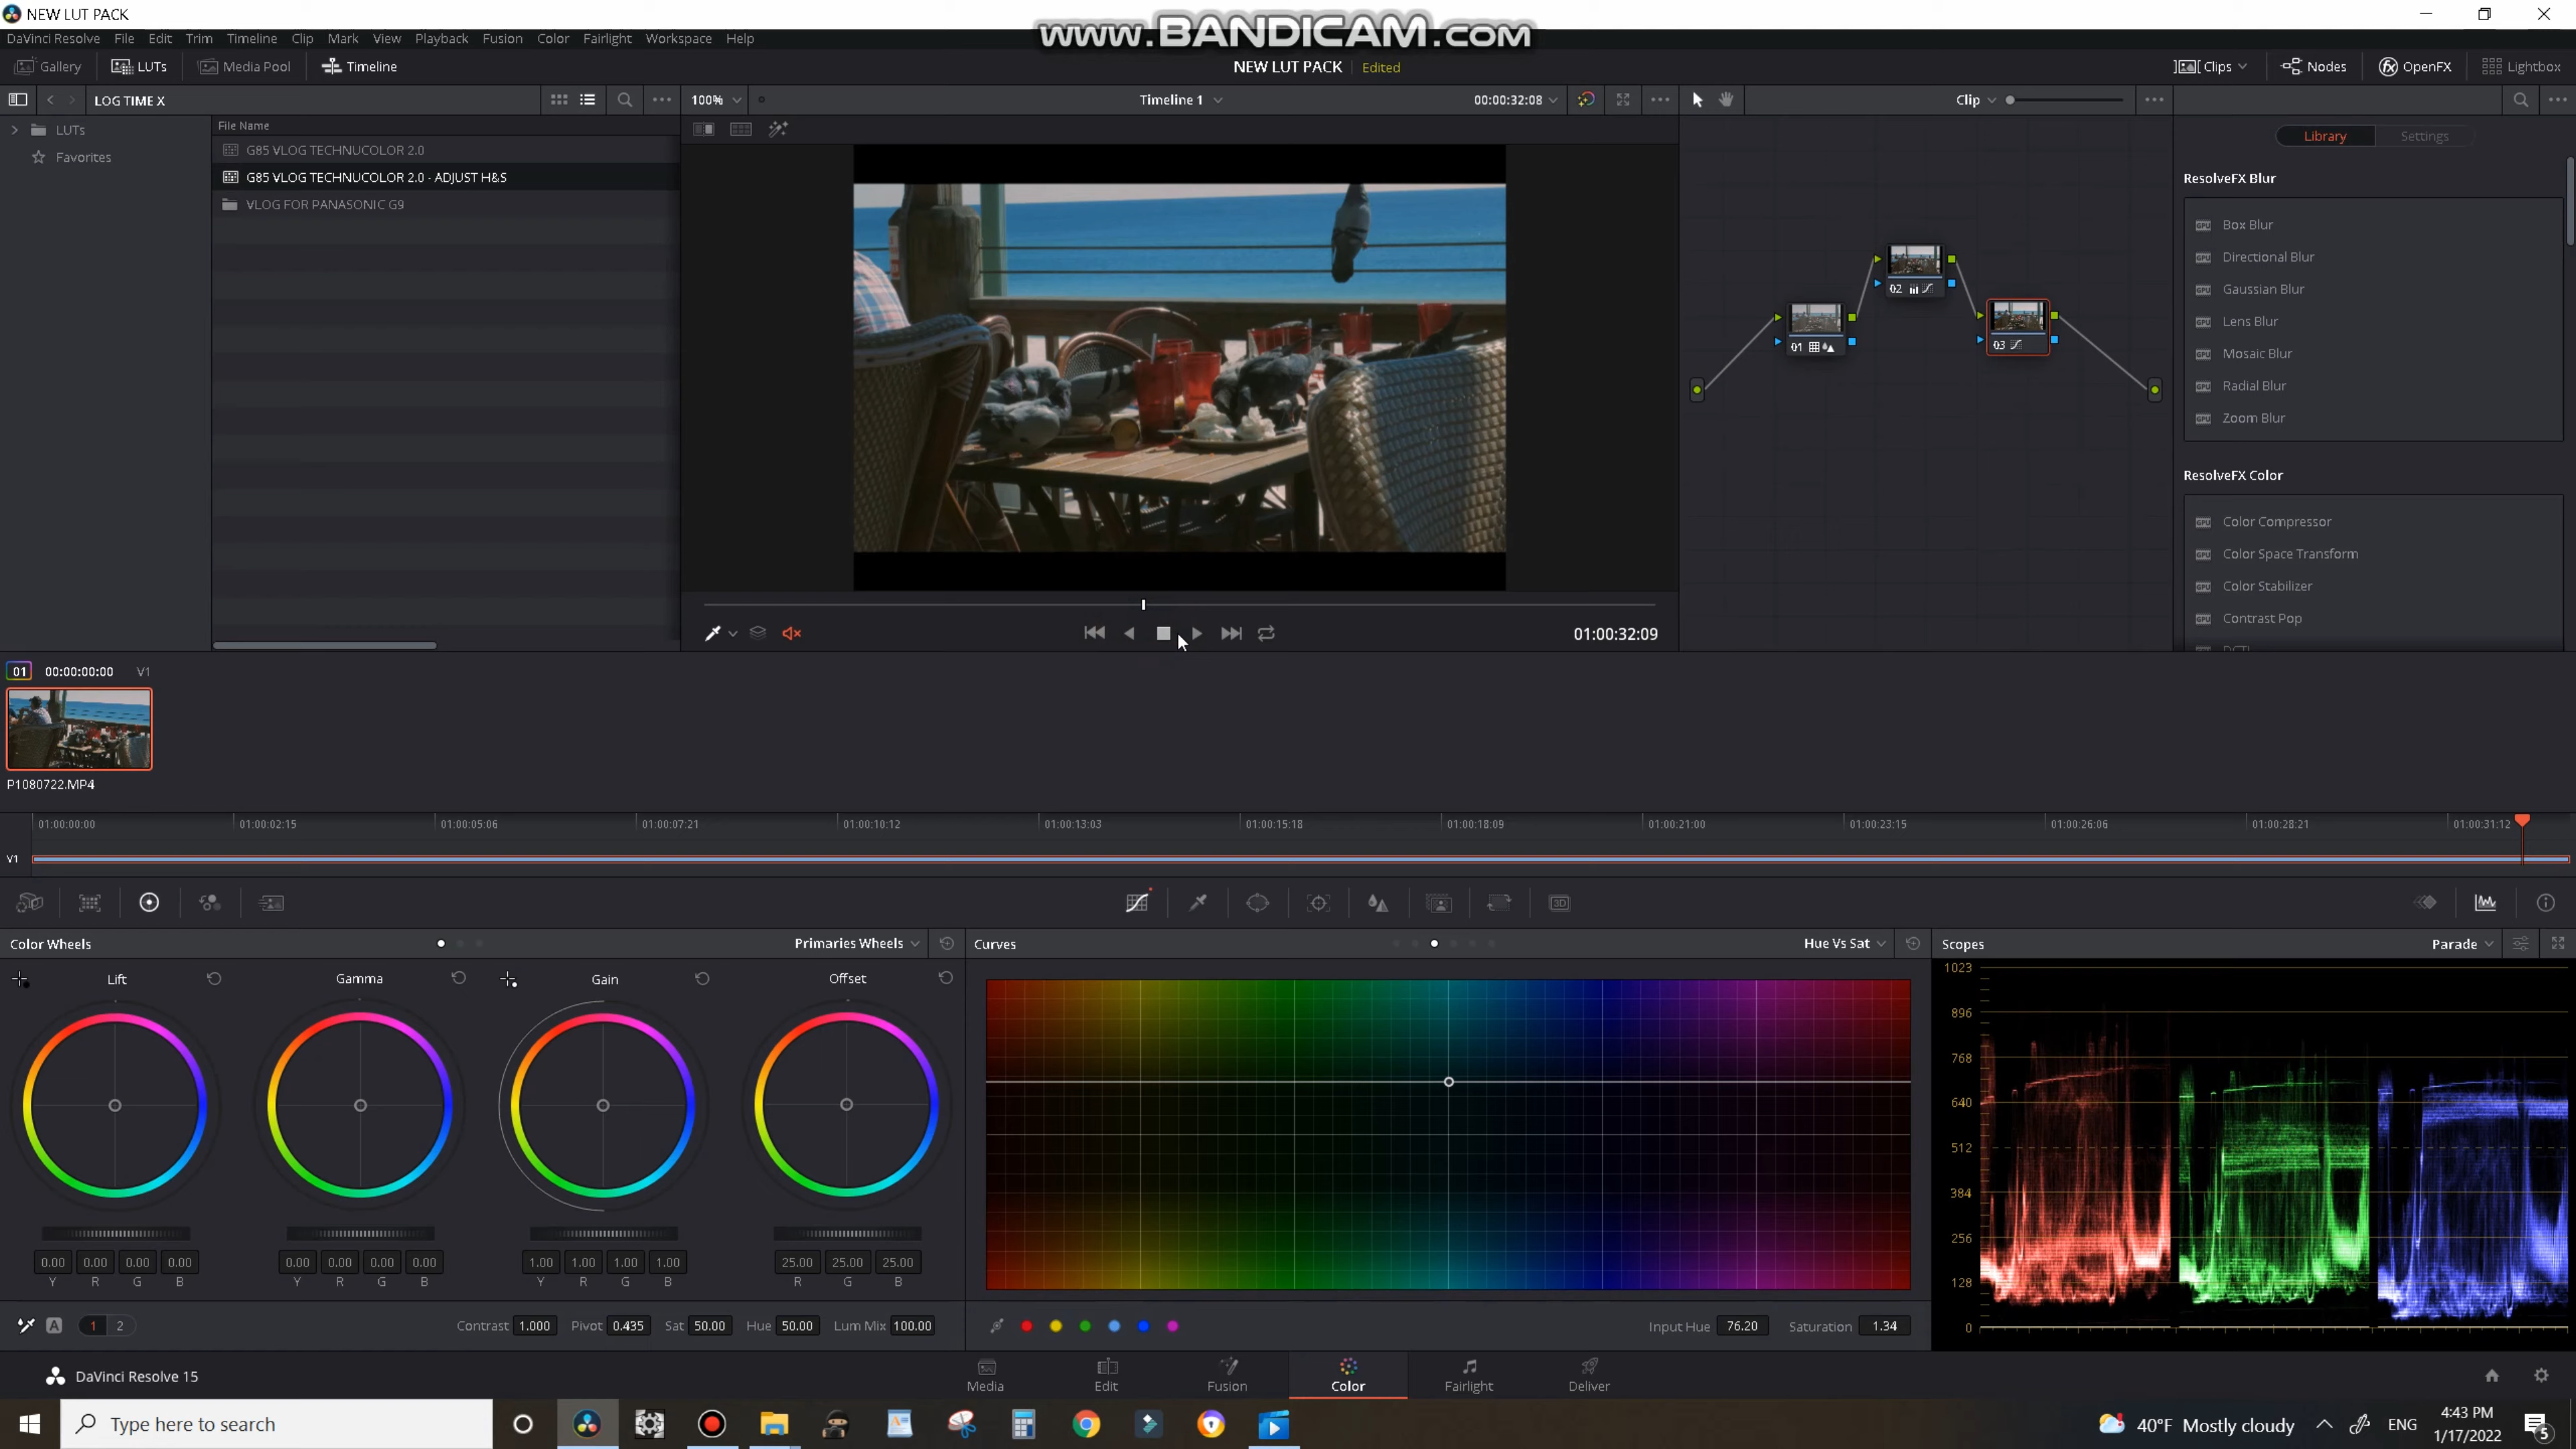 NEW LUT PACK
www.BANDICAM.com
DaVinci Resolve File Edit Trim Timeline Clip Mark View Playback Fusion Color Fairlight Workspace Help
Gallery LUTs Media Pool Timeline NEW LUT PACK Edited Clips Nodes OpenFX Lightbox
LOG TIME X 100% Timeline 1 00:00:32:08 Clip
LUTs
Favorites
File Name
G85 VLOG TECHNUCOLOR 2.0
G85 VLOG TECHNUCOLOR 2.0 - ADJUST H&S
VLOG FOR PANASONIC G9
01
02
03
Library Settings
ResolveFX Blur
Box Blur
Directional Blur
Gaussian Blur
Lens Blur
Mosaic Blur
Radial Blur
Zoom Blur
ResolveFX Color
Color Compressor
Color Space Transform
Color Stabilizer
Contrast Pop
01:00:32:09
01 00:00:00:00 V1
P1080722.MP4
01:00:00:00 01:00:02:15 01:00:05:06 01:00:07:21 01:00:10:12 01:00:13:03 01:00:15:18 01:00:18:09 01:00:21:00 01:00:23:15 01:00:26:06 01:00:28:21 01:00:31:12
V1
3D
Color Wheels Primaries Wheels
Lift Gamma Gain Offset
0.00 0.00 0.00 0.00 0.00 0.00 0.00 0.00 1.00 1.00 1.00 1.00 25.00 25.00 25.00
Y R G B Y R G B Y R G B R G B
A 1 2 Contrast 1.000 Pivot 0.435 Sat 50.00 Hue 50.00 Lum Mix 100.00
Curves Hue Vs Sat
Input Hue 76.20 Saturation 1.34
Scopes Parade
1023
896
768
640
512
384
256
128
0
DaVinci Resolve 15 Media Edit Fusion Color Fairlight Deliver
Type here to search
40°F Mostly cloudy ENG 4:43 PM
1/17/2022
5